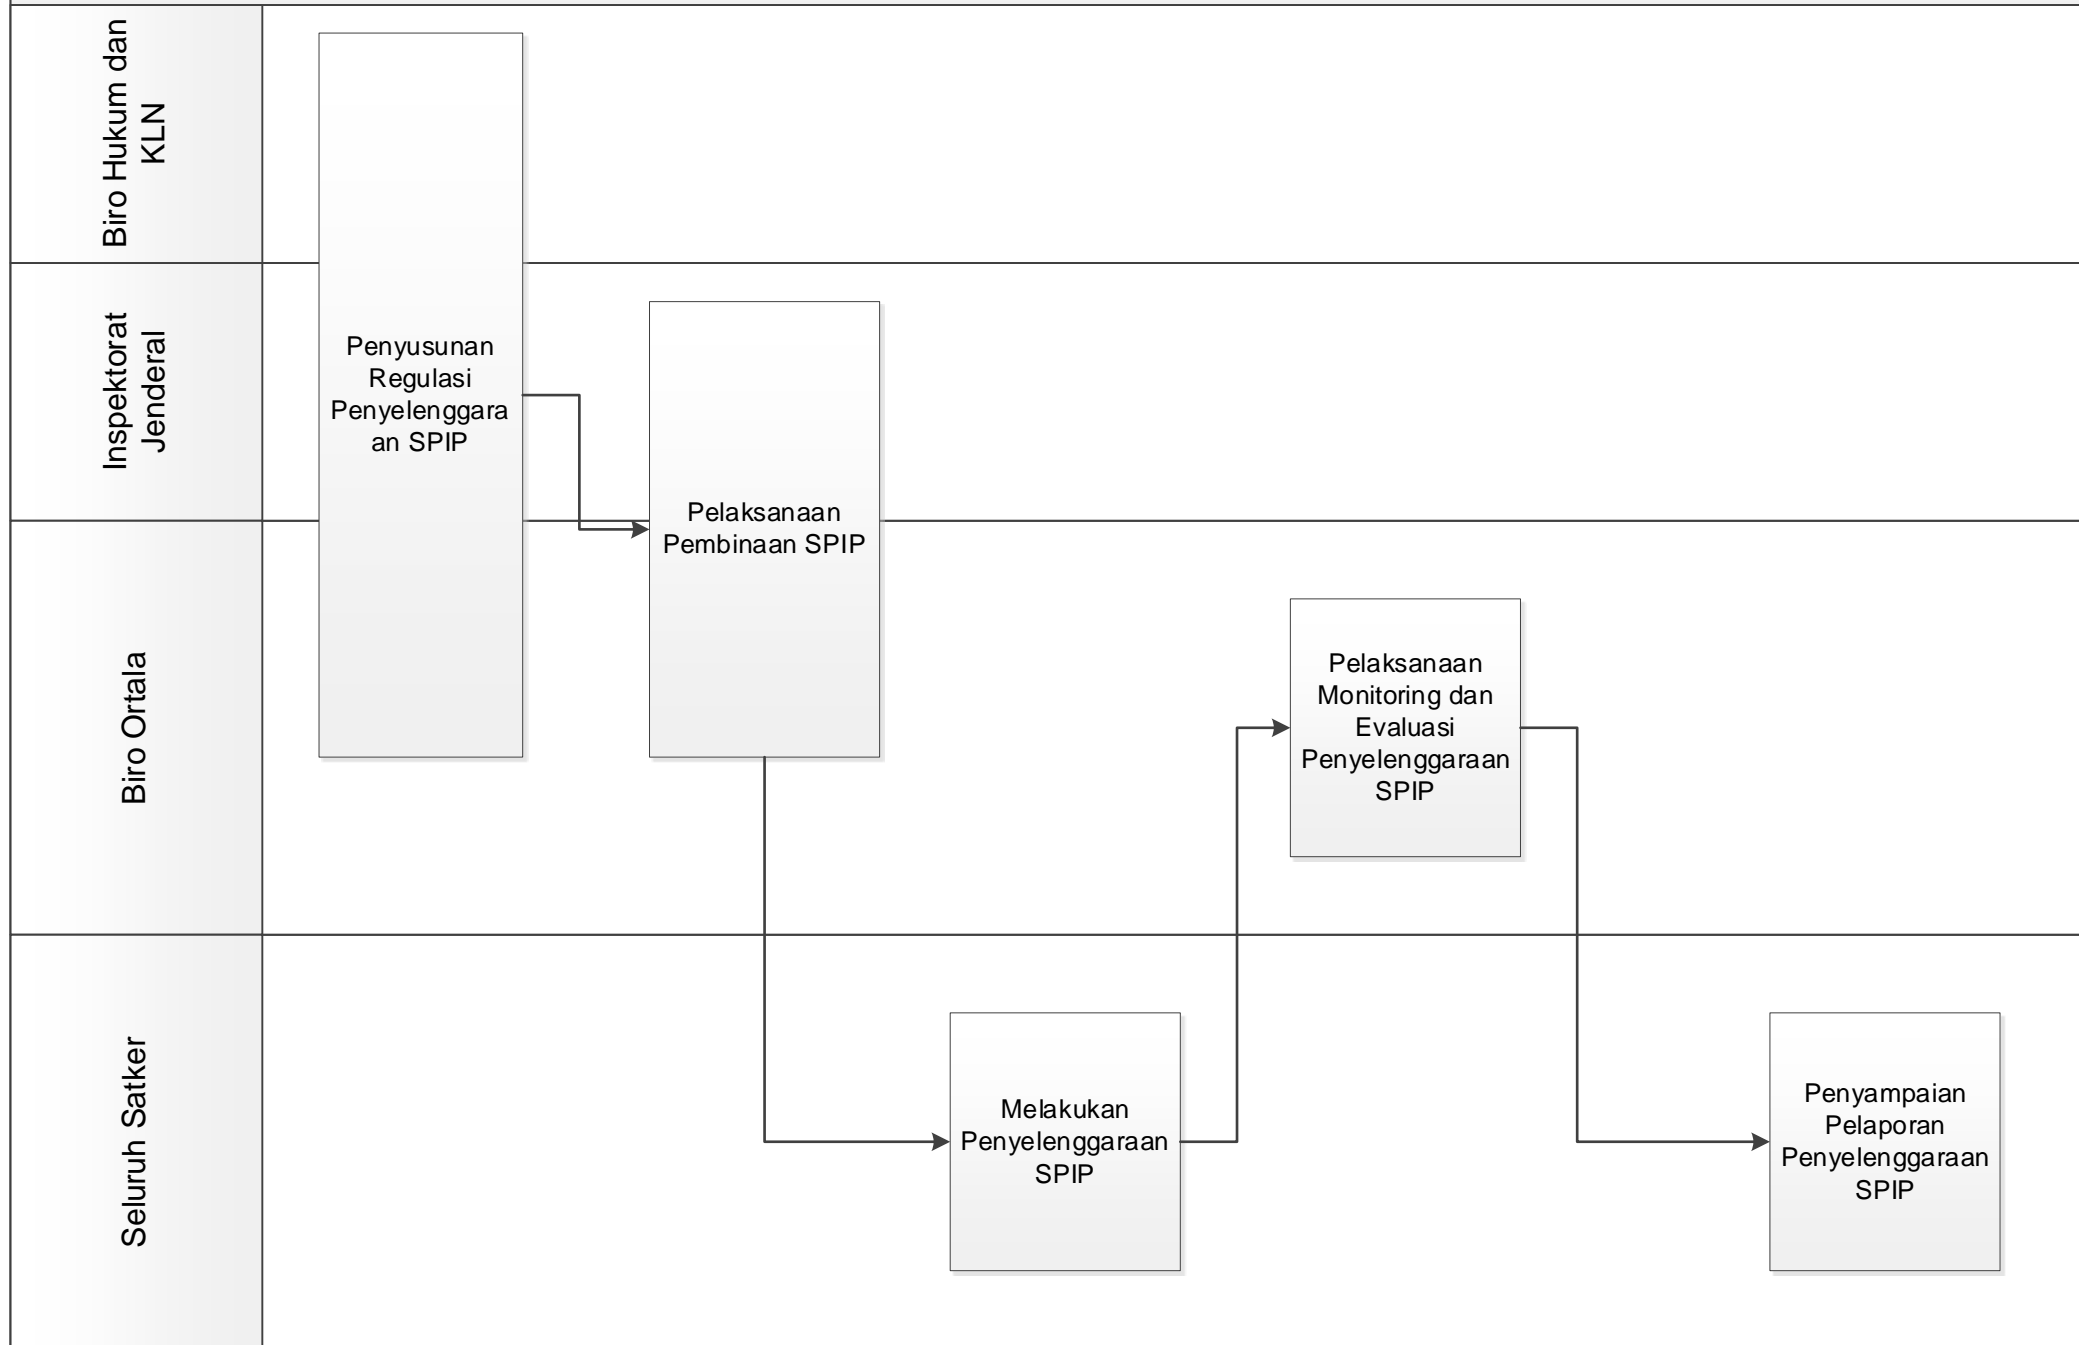 Biro Hukum dan
KLN
Penyusunan
Regulasi
Penyelenggara
an SPIP
Inspektorat
Jenderal
Pelaksanaan
Pembinaan SPIP
Biro Ortala
Pelaksanaan
Monitoring dan
Evaluasi
Penyelenggaraan
SPIP
Seluruh Satker
Melakukan
Penyelenggaraan
SPIP
Penyampaian
Pelaporan
Penyelenggaraan
SPIP